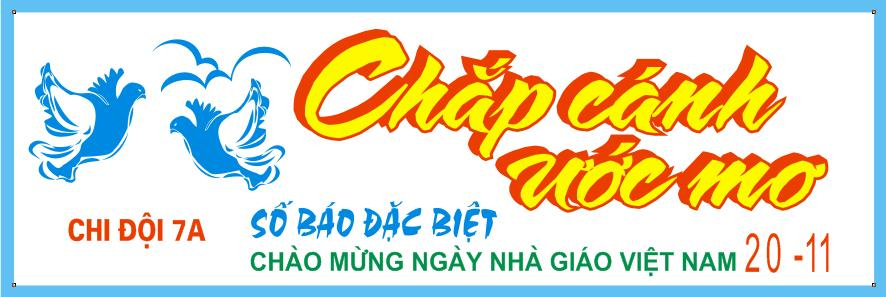 Chắp cánh
ước mơ
CHI ĐỘI 7A
SỐ BÁO ĐẶC BIỆT
CHÀO MỪNG NGÀY NHÀ GIÁO VIỆT NAM 20 -11